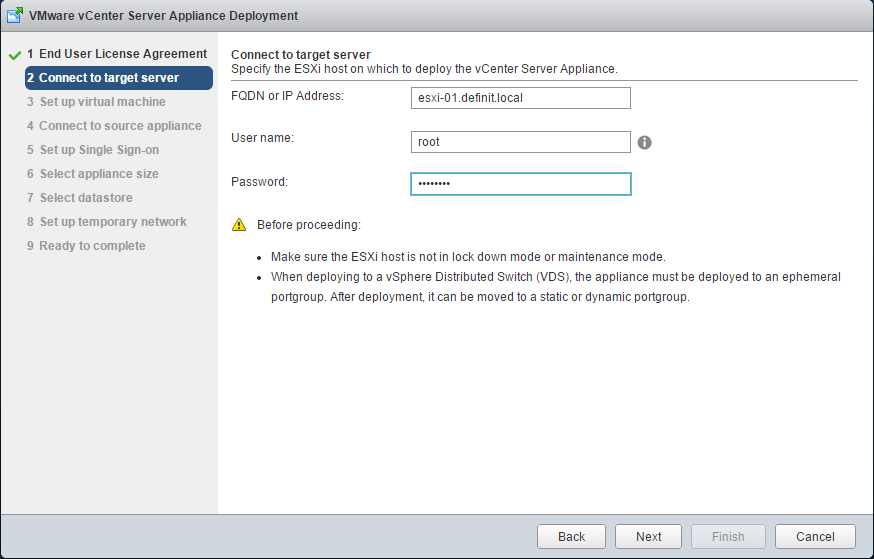 VMware vCenter Server Appliance Deployment
1 End User License Agreement
2 Connect to target server
3 Set up virtual machine
4 Connect to source appliance
5 Set up Single Sign-on
6 Select appliance size
7 Select datastore
8 Set up temporary network
9 Ready to complete
Connect to target server
Specify the ESXi host on which to deploy the vCenter Server Appliance.
FQDN or IP Address: esxi-01.definit.local
User name: root
Password: ••••••••
Before proceeding:
• Make sure the ESXi host is not in lock down mode or maintenance mode.
• When deploying to a vSphere Distributed Switch (VDS), the appliance must be deployed to an ephemeral
portgroup. After deployment, it can be moved to a static or dynamic portgroup.
Back Next Finish Cancel